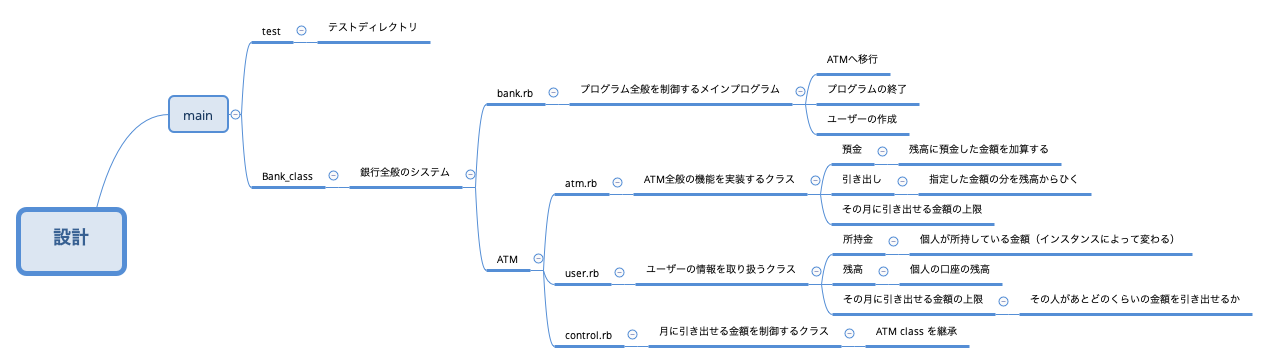 設計
main
test
テストディレクトリ
Bank_class
銀行全般のシステム
bank.rb
プログラム全般を制御するメインプログラム
ATMへ移行
プログラムの終了
ユーザーの作成
ATM
atm.rb
ATM全般の機能を実装するクラス
預金
残高に預金した金額を加算する
引き出し
指定した金額の分を残高からひく
その月に引き出せる金額の上限
user.rb
ユーザーの情報を取り扱うクラス
所持金
個人が所持している金額（インスタンスによって変わる）
残高
個人の口座の残高
その月に引き出せる金額の上限
その人があとどのくらいの金額を引き出せるか
control.rb
月に引き出せる金額を制御するクラス
ATM class を継承